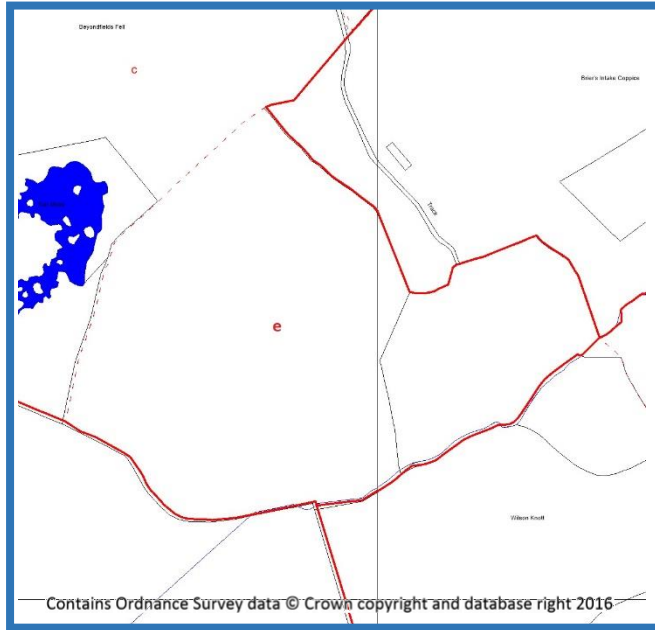 Beyondfields Fell
c
Brier's Intake Coppice
Track
e
Wilson Knott
Contains Ordnance Survey data © Crown copyright and database right 2016